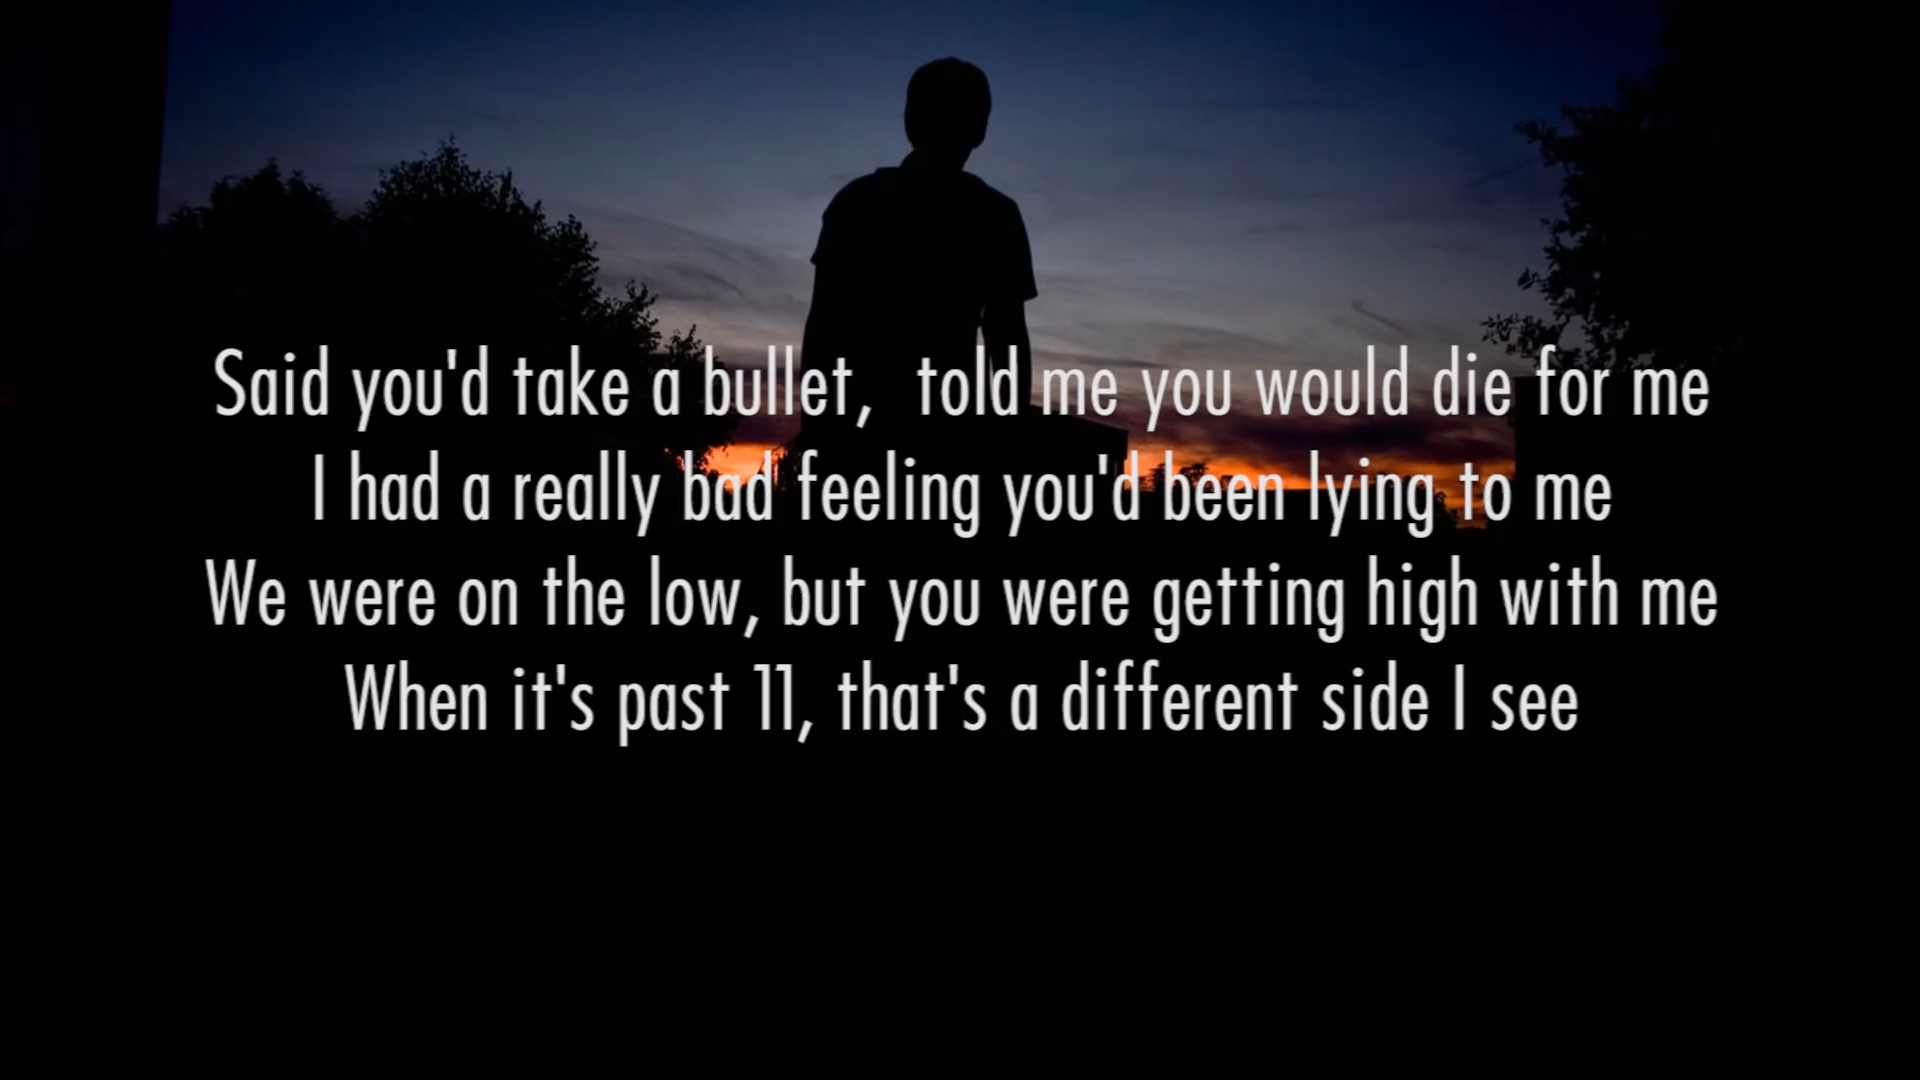 Said you'd take a bullet,  told me you would die for me
I had a really bad feeling you'd been lying to me
We were on the low, but you were getting high with me
When it's past 11, that's a different side I see